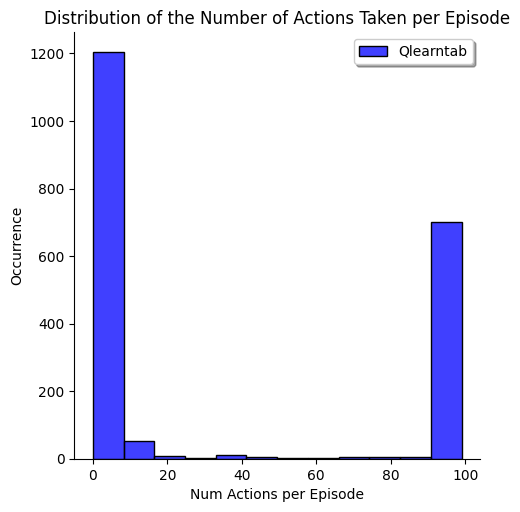 Distribution of the Number of Actions Taken per Episode
Qlearntab
1200
1000
800
600
400
200
0
Occurrence
0 20 40 60 80 100
Num Actions per Episode